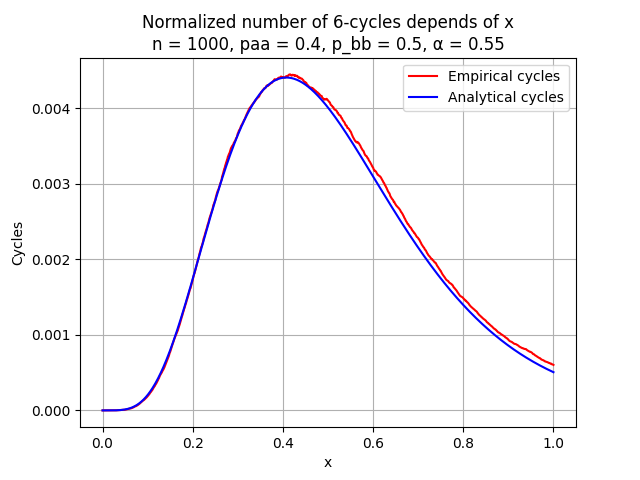 Normalized number of 6-cycles depends of x
n = 1000, paa = 0.4, p_bb = 0.5, α = 0.55
Empirical cycles
Analytical cycles
Cycles
0.004
0.003
0.002
0.001
0.000
0.0 0.2 0.4 0.6 0.8 1.0
x